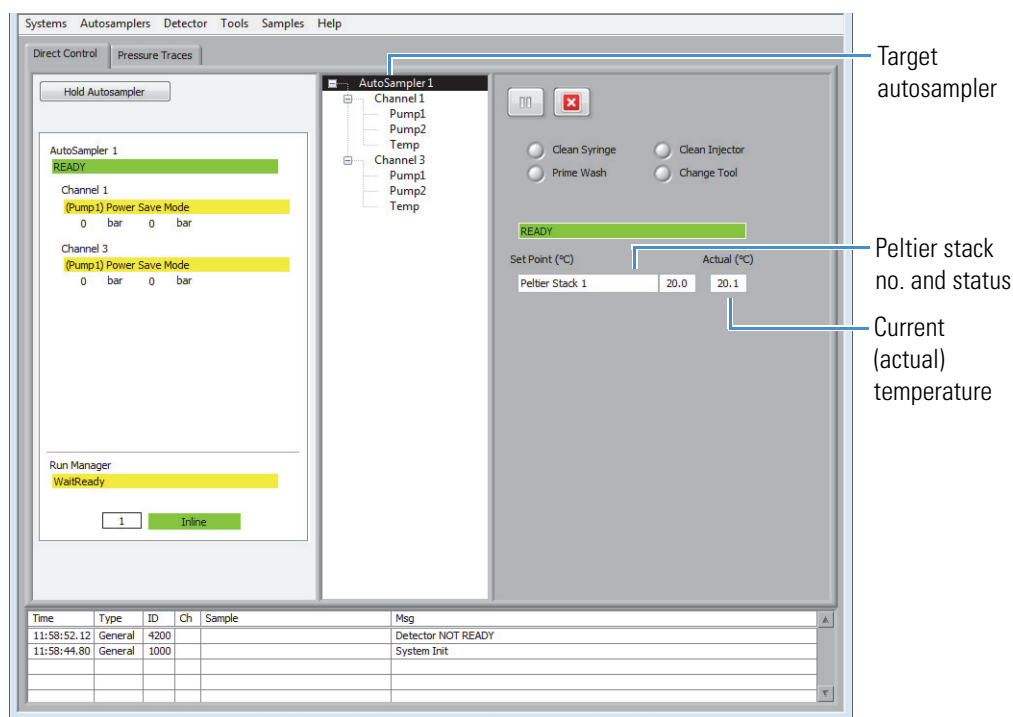 Systems Autosamplers Detector Tools Samples Help
Direct Control Pressure Traces
Hold Autosampler
AutoSampler 1
READY
Channel 1
(Pump1) Power Save Mode
0 bar 0 bar
Channel 3
(Pump1) Power Save Mode
0 bar 0 bar
Run Manager
WaitReady
1 Inline
AutoSampler 1
Channel 1
Pump1
Pump2
Temp
Channel 3
Pump1
Pump2
Temp
Clean Syringe Clean Injector
Prime Wash Change Tool
READY
Set Point (°C) Actual (°C)
Peltier Stack 1 20.0 20.1
Target
autosampler
Peltier stack
no. and status
Current
(actual)
temperature
Time Type ID Ch Sample Msg
11:58:52.12 General 4200 Detector NOT READY
11:58:44.80 General 1000 System Init